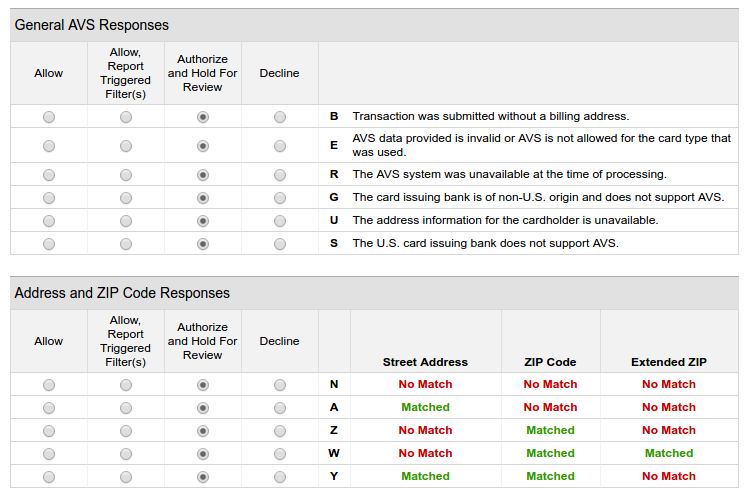 General AVS Responses
Allow
Allow,
Report
Triggered
Filter(s)
Authorize
and Hold For
Review
Decline
B Transaction was submitted without a billing address.
E AVS data provided is invalid or AVS is not allowed for the card type that
was used.
R The AVS system was unavailable at the time of processing.
G The card issuing bank is of non-U.S. origin and does not support AVS.
U The address information for the cardholder is unavailable.
S The U.S. card issuing bank does not support AVS.
Address and ZIP Code Responses
Allow
Allow,
Report
Triggered
Filter(s)
Authorize
and Hold For
Review
Decline
Street Address ZIP Code Extended ZIP
N No Match No Match No Match
A Matched No Match No Match
Z No Match Matched No Match
W No Match Matched Matched
Y Matched Matched No Match